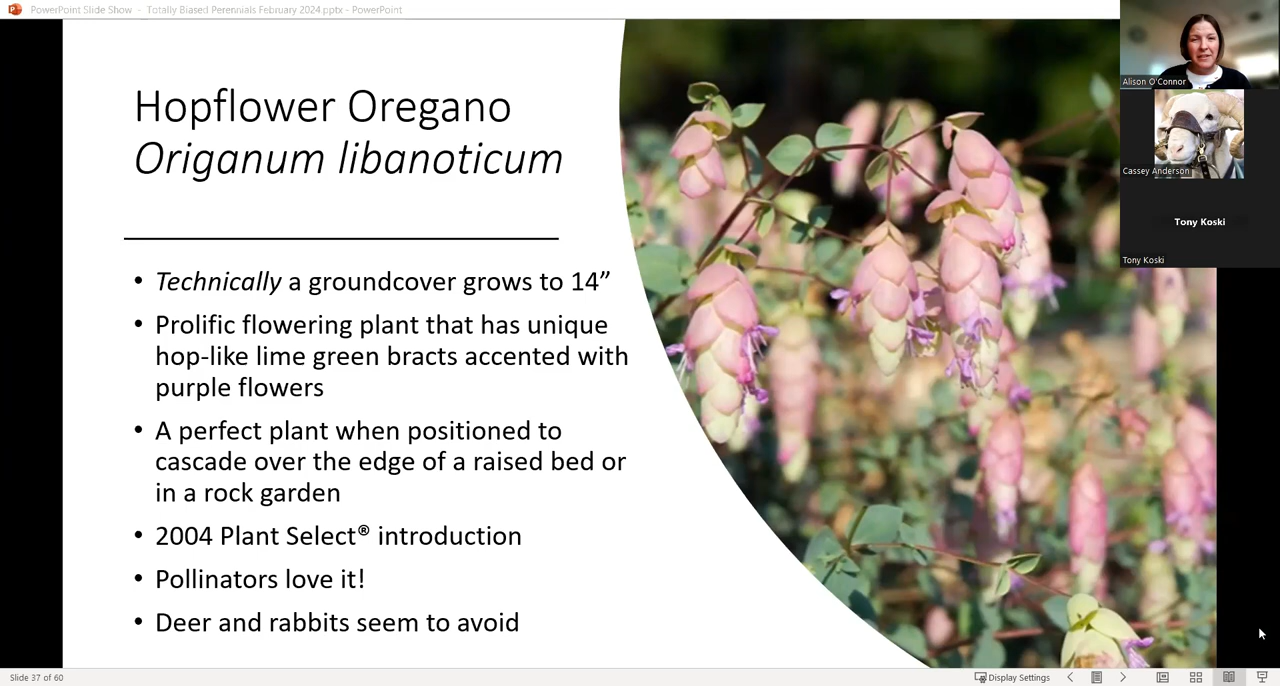 PowerPoint Slide Show - Totally Biased Perennials February 2024.pptx - PowerPoint
Hopflower Oregano
Origanum libanoticum
• Technically a groundcover grows to 14”
• Prolific flowering plant that has unique
hop-like lime green bracts accented with
purple flowers
• A perfect plant when positioned to
cascade over the edge of a raised bed or
in a rock garden
• 2004 Plant Select® introduction
• Pollinators love it!
• Deer and rabbits seem to avoid
Alison O'Connor
Cassey Anderson
Tony Koski
Tony Koski
Slide 37 of 60
Display Settings